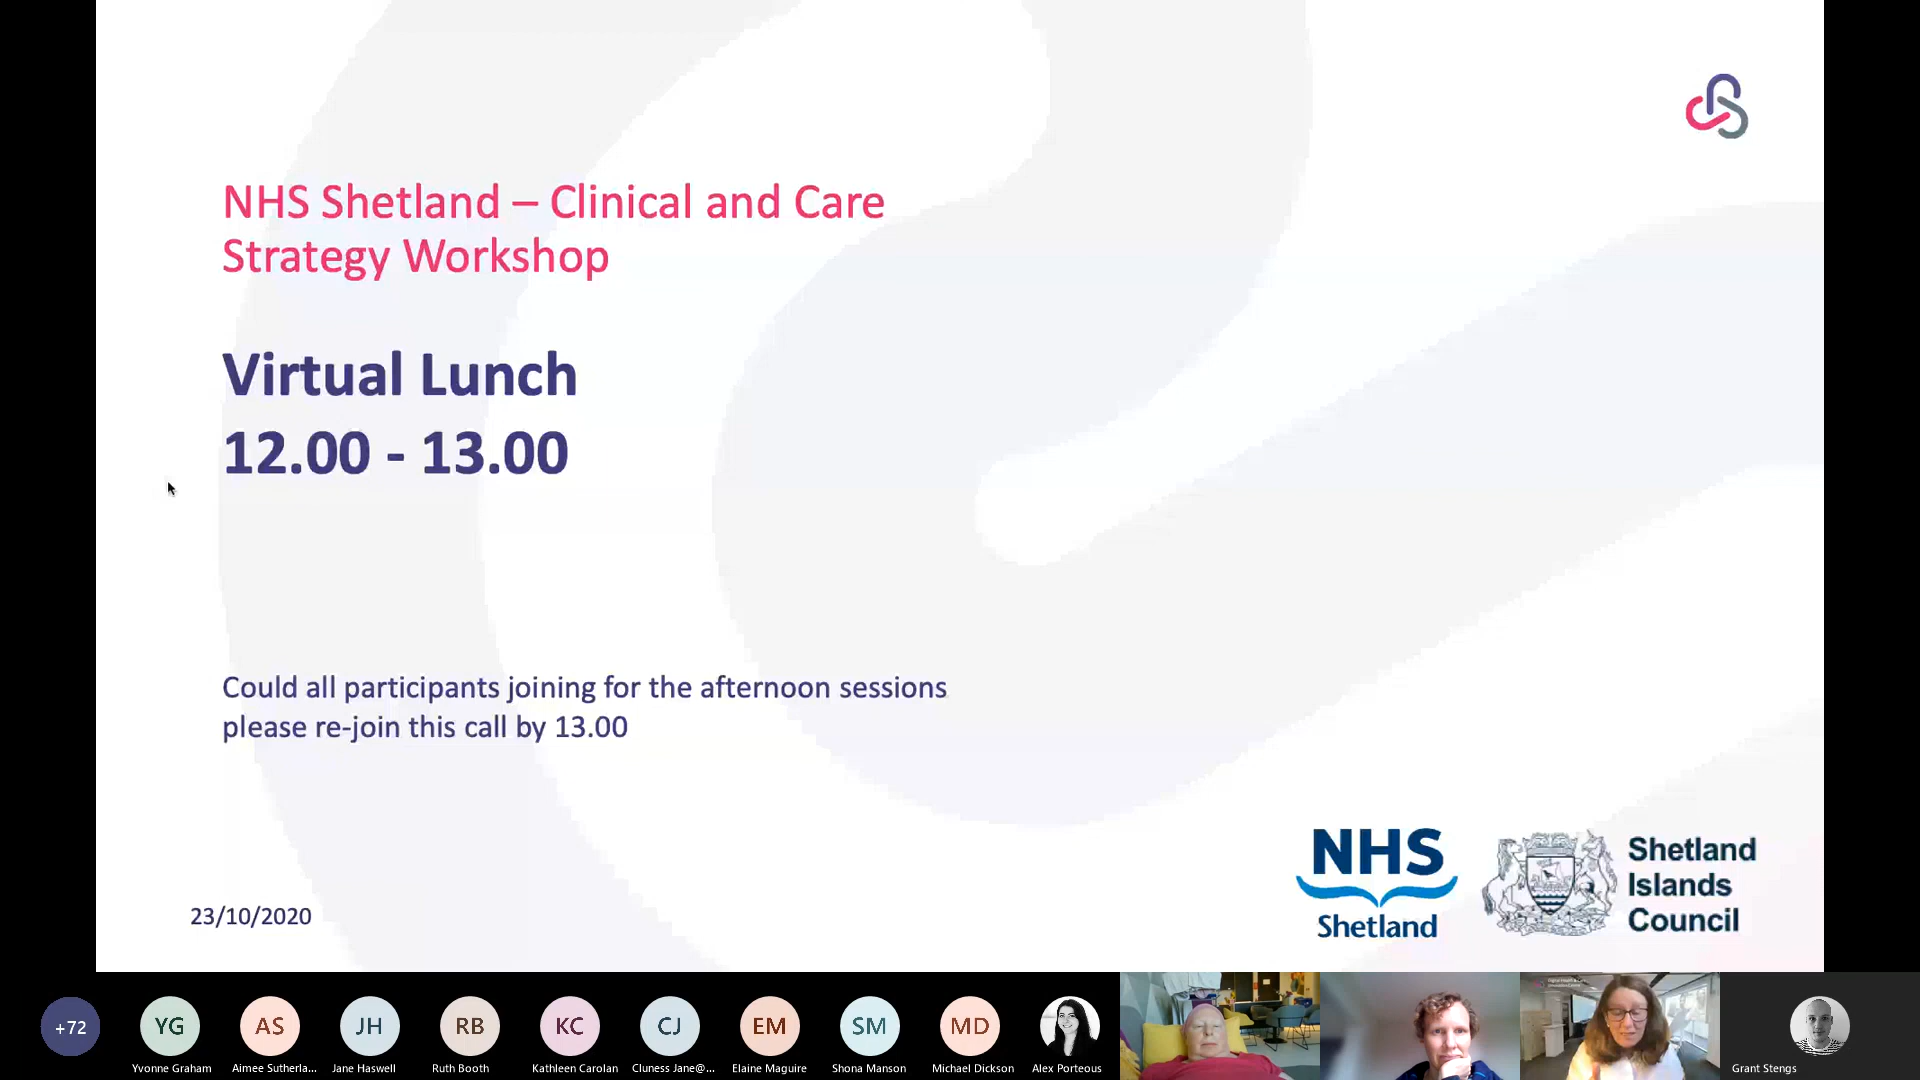 NHS Shetland – Clinical and Care
Strategy Workshop
Virtual Lunch
12.00 - 13.00
Could all participants joining for the afternoon sessions
please re-join this call by 13.00
23/10/2020
NHS
Shetland
Shetland
Islands
Council
+72
YG
AS
JH
RB
KC
CJ
EM
SM
MD
Yvonne Graham
Aimee Sutherla...
Jane Haswell
Ruth Booth
Kathleen Carolan
Cluness Jane@...
Elaine Maguire
Shona Manson
Michael Dickson
Alex Porteous
Grant Stengs